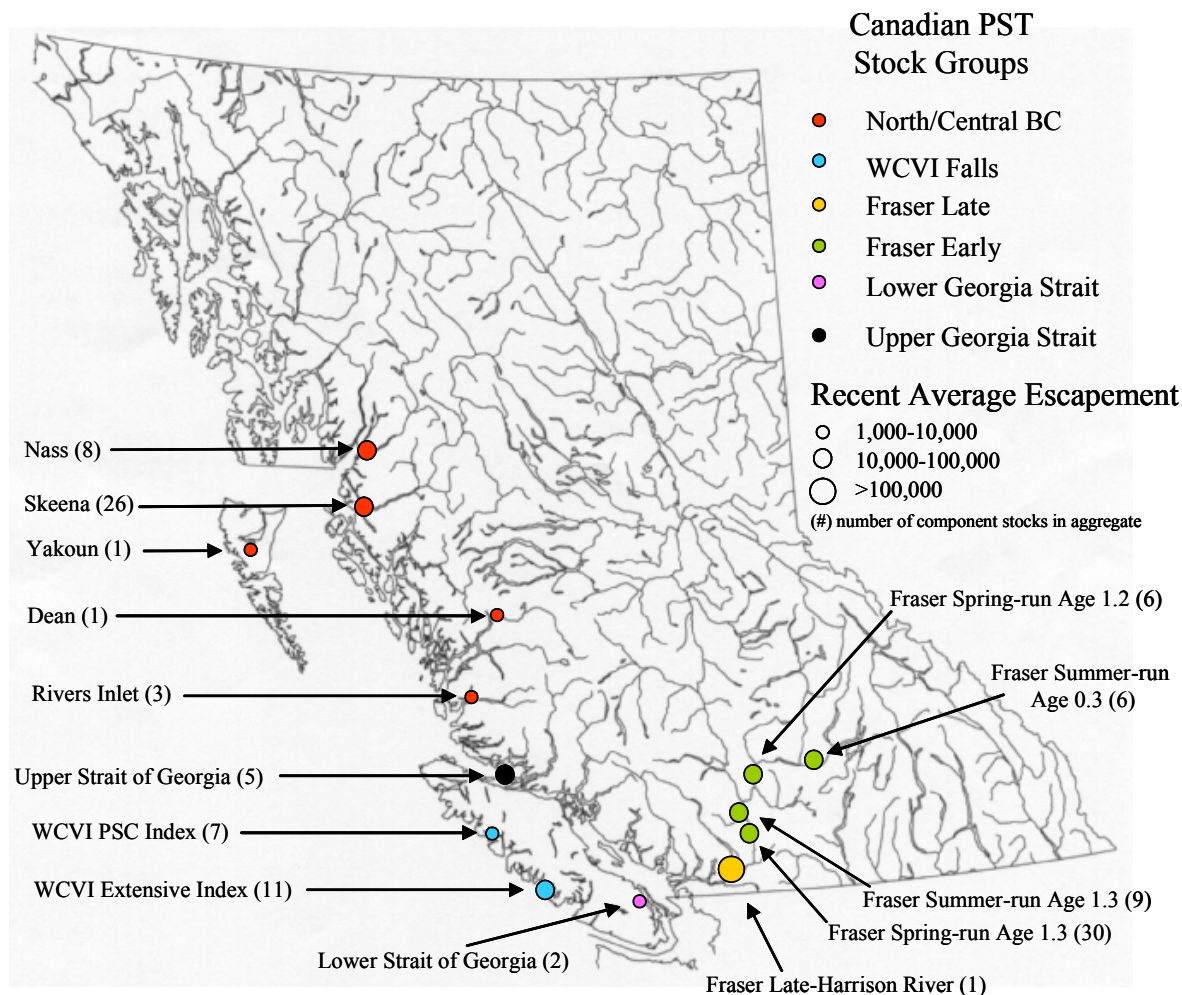 Canadian PST
Stock Groups
North/Central BC
WCVI Falls
Fraser Late
Fraser Early
Lower Georgia Strait
Upper Georgia Strait
Recent Average Escapement
1,000-10,000
10,000-100,000
>100,000
(#) number of component stocks in aggregate
Nass (8)
Skeena (26)
Yakoun (1)
Dean (1)
Rivers Inlet (3)
Upper Strait of Georgia (5)
WCVI PSC Index (7)
WCVI Extensive Index (11)
Lower Strait of Georgia (2)
Fraser Spring-run Age 1.2 (6)
Fraser Summer-run
Age 0.3 (6)
Fraser Summer-run Age 1.3 (9)
Fraser Spring-run Age 1.3 (30)
Fraser Late-Harrison River (1)